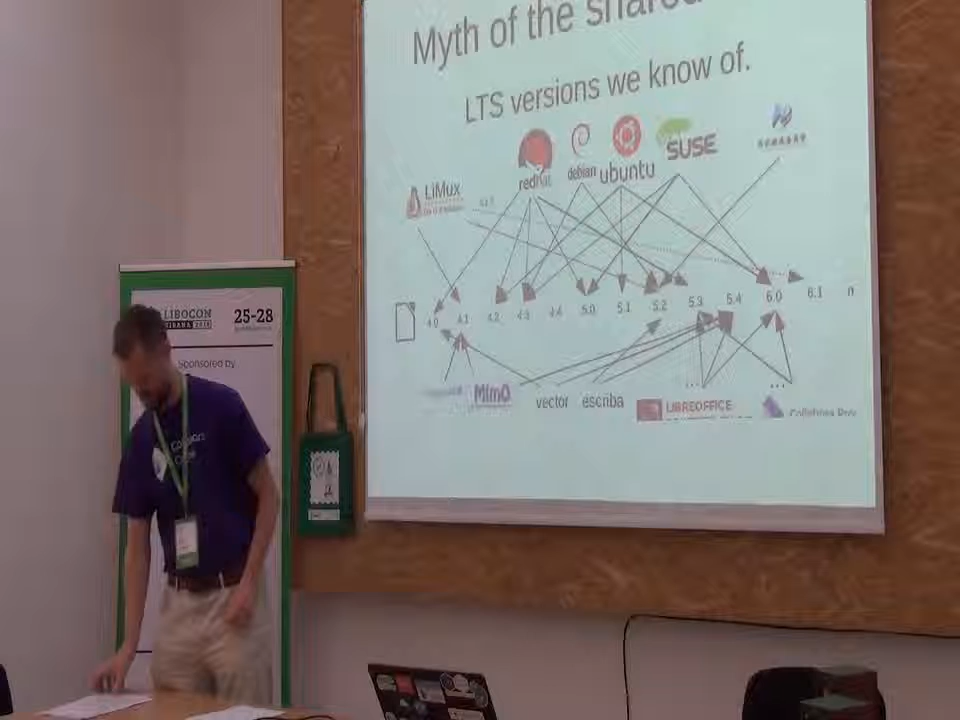 Myth of the shared
LTS versions we know of.
redhat
debian
ubuntu
SUSE
LiMux
4.0 4.1 4.2 4.3 4.4 5.0 5.1 5.2 5.3 5.4 6.0 6.1 n
...
...
MimO
vector
escriba
LIBREOFFICE
LIBOCON
TIRANA 2018
25-28
Sponsored by